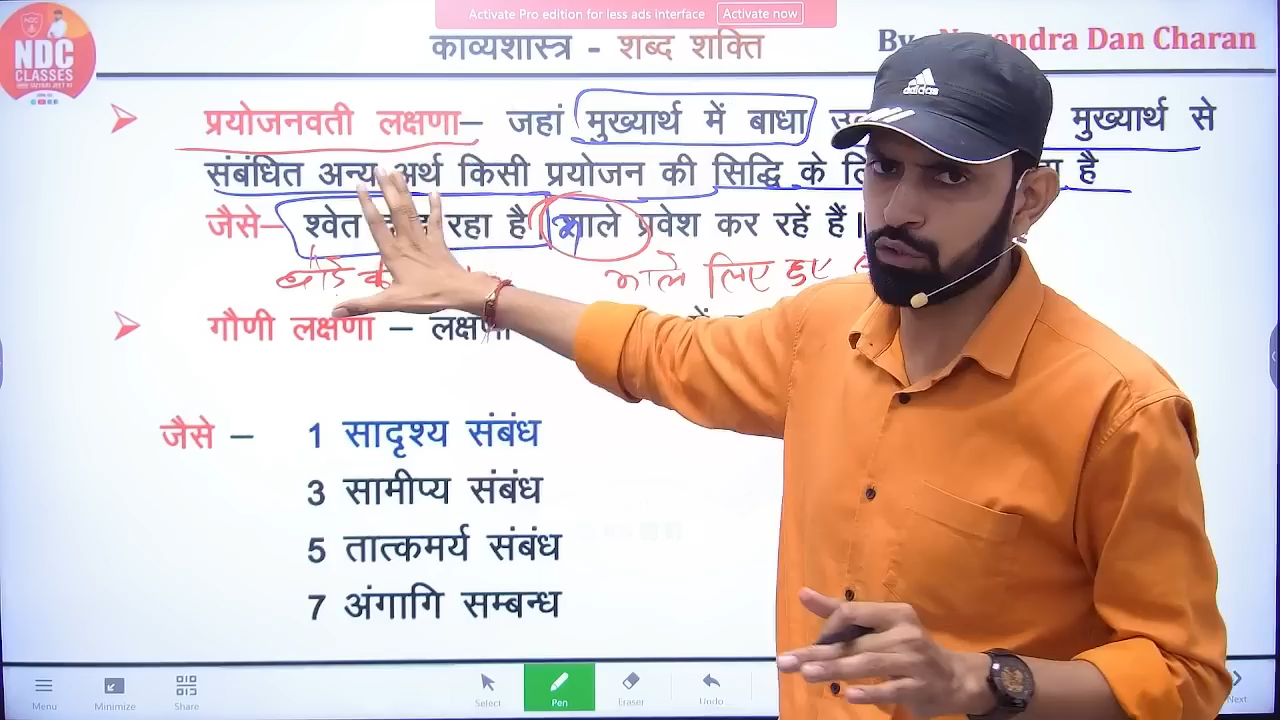 Activate Pro edition for less ads interface Activate now
NDC
CLASSES
काव्यशास्त्र - शब्द शक्ति
By Dan Charan
प्रयोजनवती लक्षणा– जहां मुख्यार्थ में बाधा मुख्यार्थ से
संबंधित अन्य अर्थ किसी प्रयोजन की सिद्धि के है
जैसे– श्वेत रहा है। भाले प्रवेश कर रहें हैं।
भाले लिए हुए
गौणी लक्षणा – लक्षणा
जैसे – 1 सादृश्य संबंध
3 सामीप्य संबंध
5 तात्कमर्य संबंध
7 अंगागि सम्बन्ध
Menu Minimize Share Select Pen Eraser Undo Next